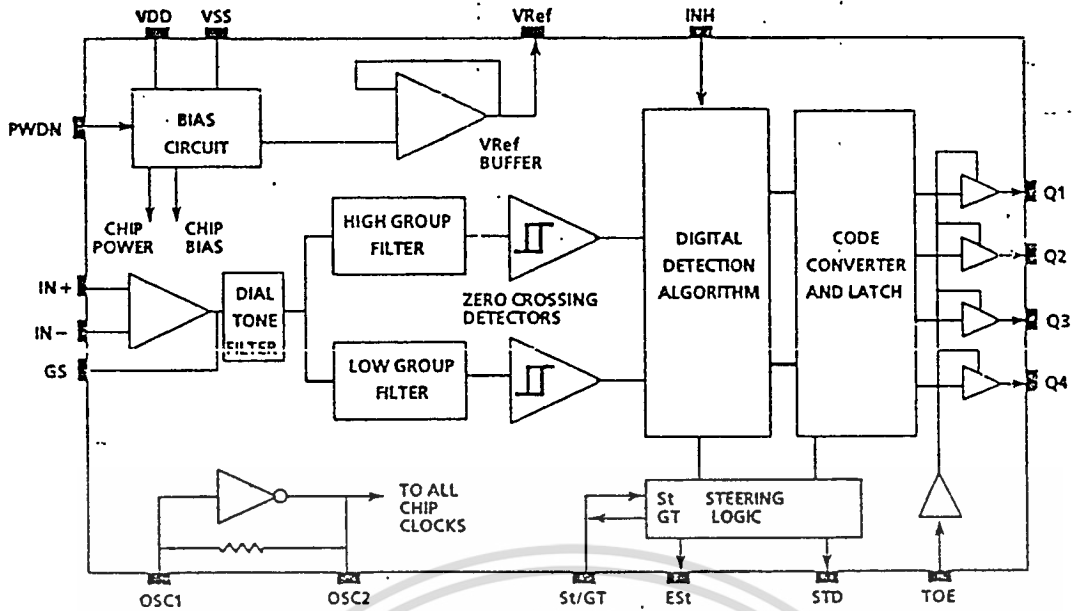 VDD VSS VRef INH
PWDN
BIAS
CIRCUIT
VRef
BUFFER
CHIP
POWER
CHIP
BIAS
HIGH GROUP
FILTER
DIGITAL
DETECTION
ALGORITHM
CODE
CONVERTER
AND LATCH
Q1
Q2
Q3
Q4
IN+
IN−
GS
DIAL
TONE
FILTER
ZERO CROSSING
DETECTORS
LOW GROUP
FILTER
TO ALL
CHIP
CLOCKS
St STEERING
GT LOGIC
OSC1 OSC2 St/GT ESt STD TOE